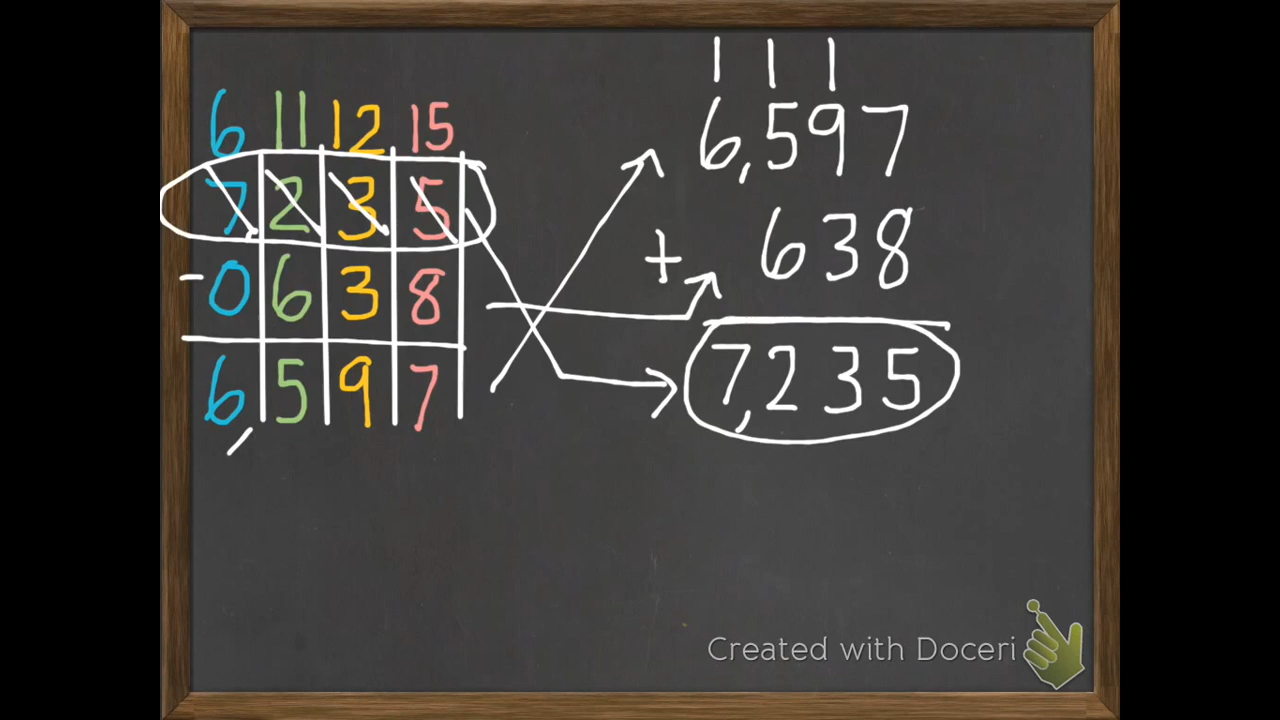 6 11 12 15
7 2 3 5
- 0 6 3 8
6, 5 9 7
1 1 1
6,597
+ 638
7,235
Created with Doceri